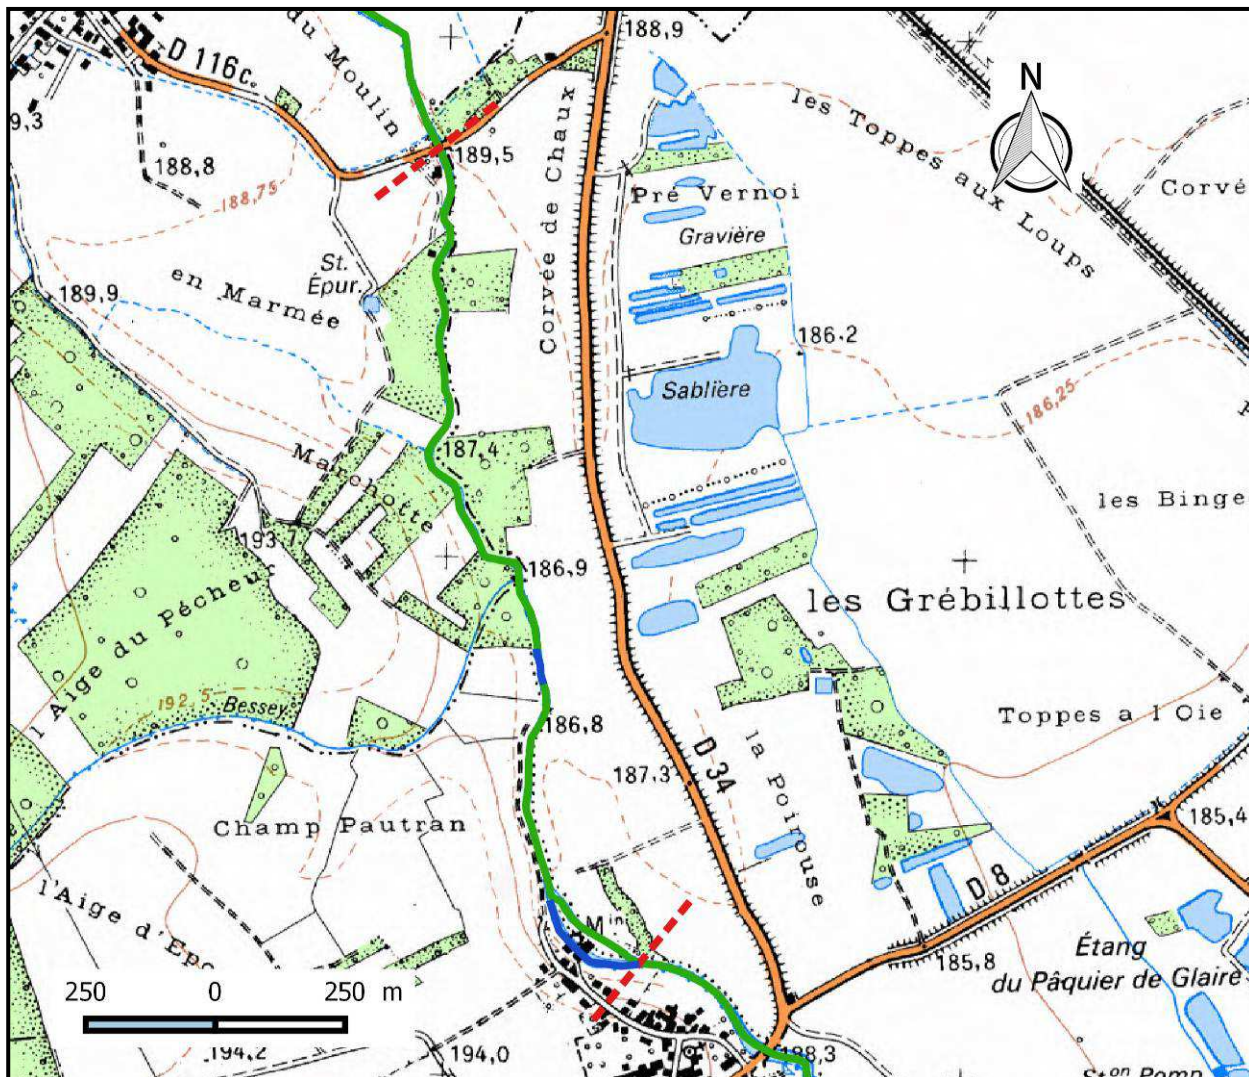 du Moulin
188,9
D 116c
N
les Toppes aux Loups
9,3
188,8
189,5
Corvée de Chaux
Corvé
188,75
Pré Vernoi
Gravière
St.
Épur.
en Marmée
189,9
186.2
Sablière
186,25
187,4
Marchotte
les Binge
193.7
186,9
les Grébillottes
l Aige du Pécheur
192,5
Bessey
Toppes a l Oie
186,8
D 34
la Poirouse
187.3
185,4
Champ Pautran
D 8
l'Aige d'Epo
Mⁱⁿ
Étang
du Pâquier de Glaire
185,8
250 0 250 m
194,2
194,0
188,3
Stᵒⁿ Pomp